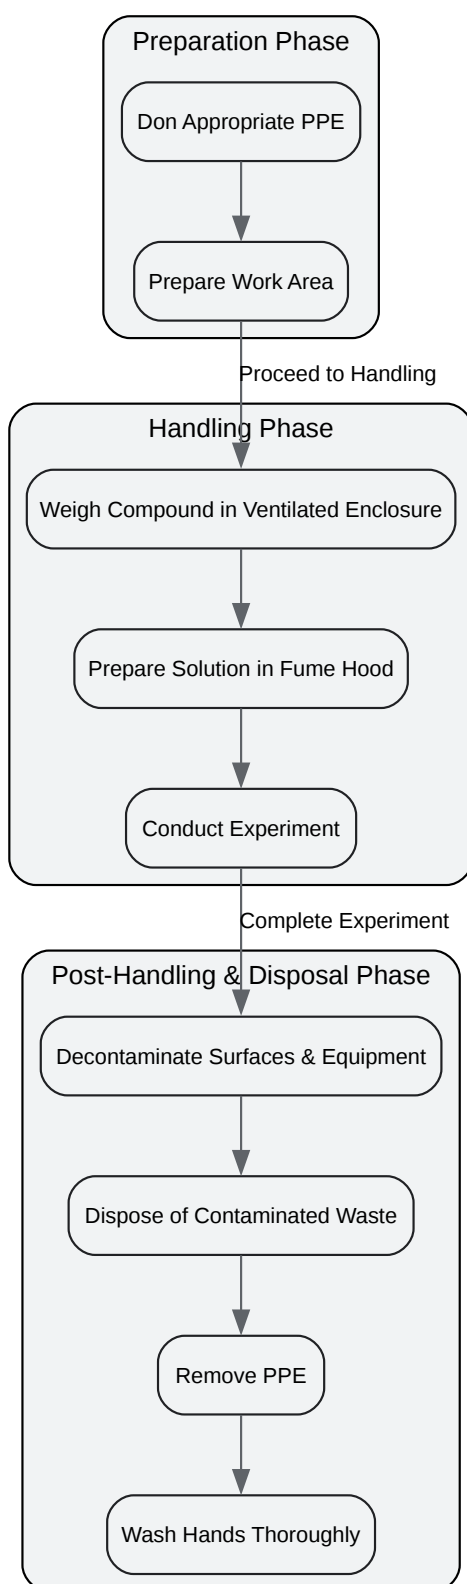 Preparation Phase
Don Appropriate PPE
Prepare Work Area
Proceed to Handling
Handling Phase
Weigh Compound in Ventilated Enclosure
Prepare Solution in Fume Hood
Conduct Experiment
Complete Experiment
Post-Handling & Disposal Phase
Decontaminate Surfaces & Equipment
Dispose of Contaminated Waste
Remove PPE
Wash Hands Thoroughly